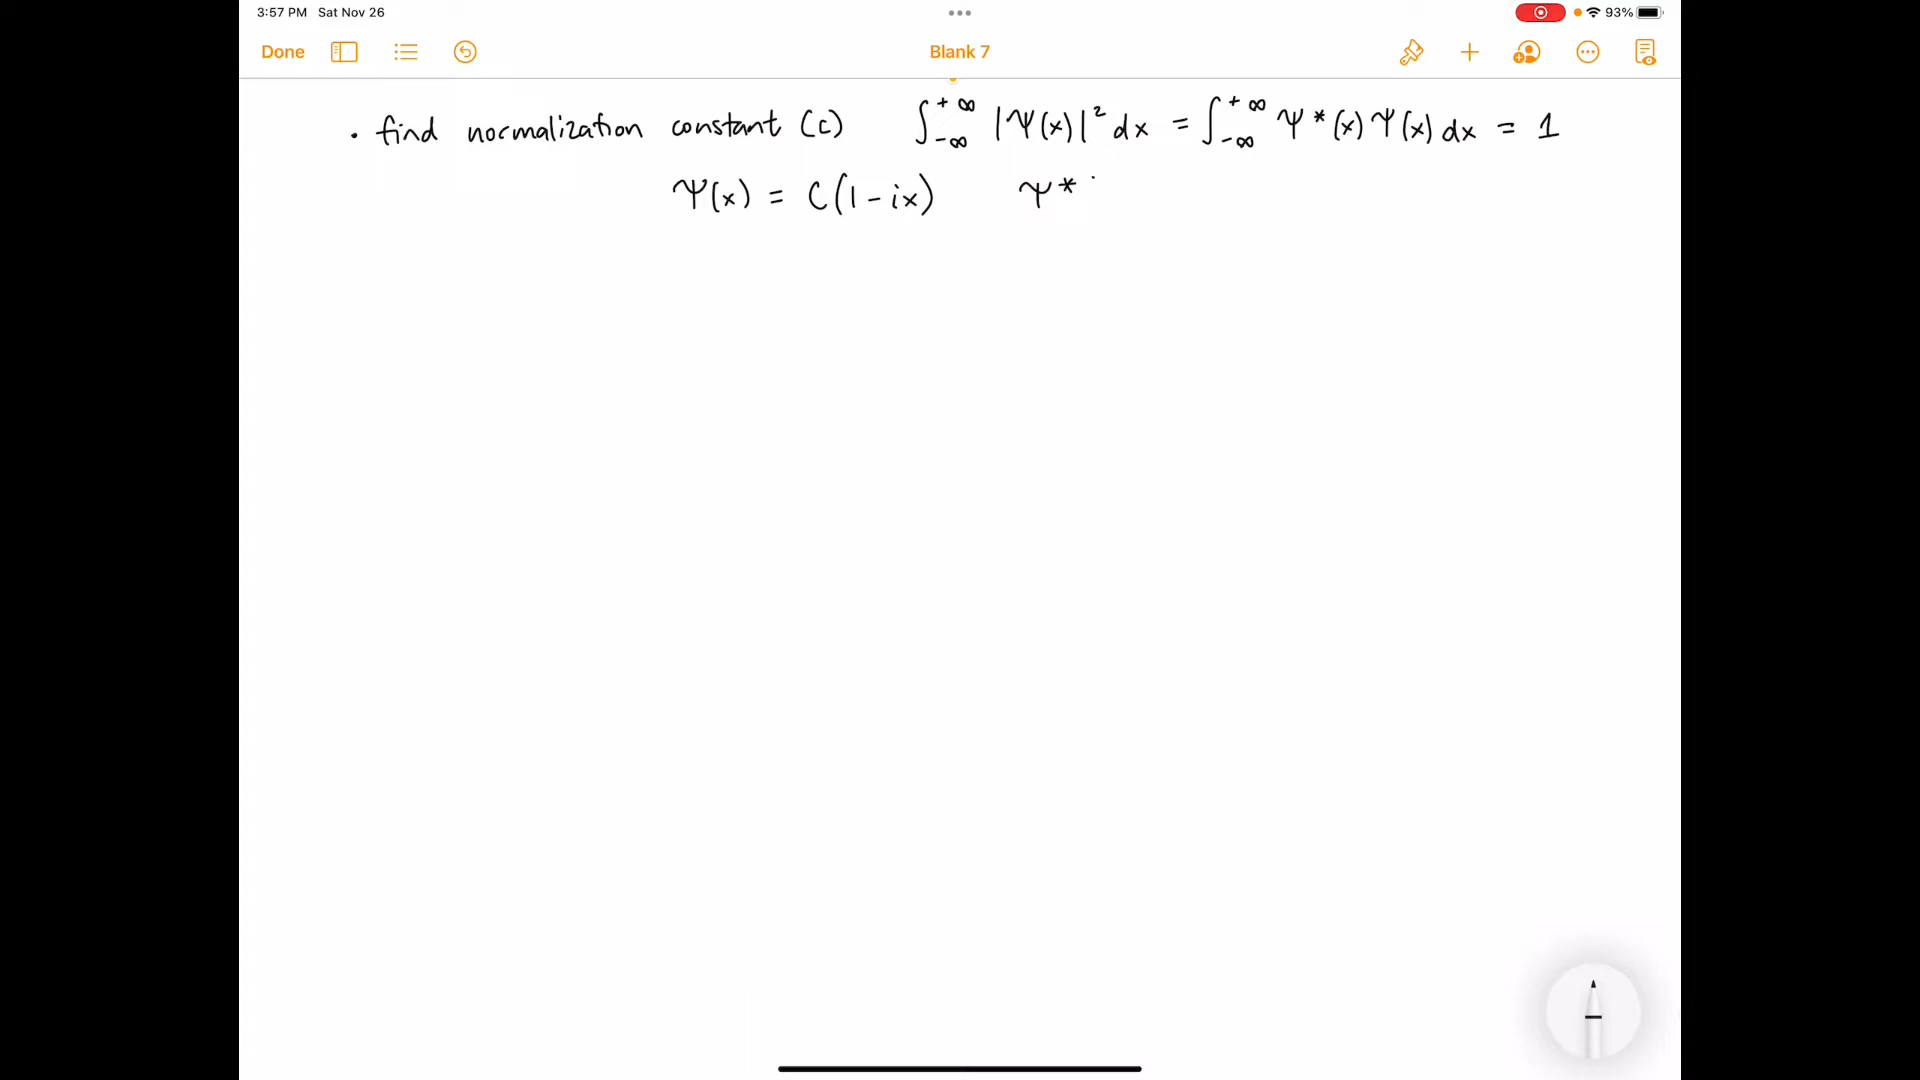 3:57 PM Sat Nov 26
93%
Done
Blank 7
• find normalization constant (c) ∫₋∞⁺∞ |Ψ(x)|² dx = ∫₋∞⁺∞ Ψ*(x) Ψ(x) dx = 1
Ψ(x) = C(1 - ix) Ψ*